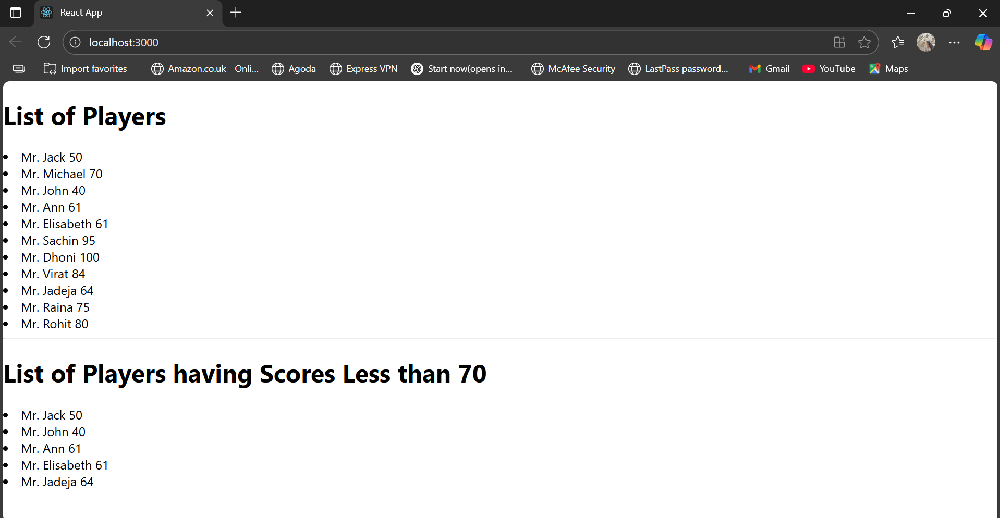 React App
localhost:3000
Import favorites Amazon.co.uk - Onli... Agoda Express VPN Start now(opens in... McAfee Security LastPass password... Gmail YouTube Maps
List of Players
• Mr. Jack 50
• Mr. Michael 70
• Mr. John 40
• Mr. Ann 61
• Mr. Elisabeth 61
• Mr. Sachin 95
• Mr. Dhoni 100
• Mr. Virat 84
• Mr. Jadeja 64
• Mr. Raina 75
• Mr. Rohit 80
List of Players having Scores Less than 70
• Mr. Jack 50
• Mr. John 40
• Mr. Ann 61
• Mr. Elisabeth 61
• Mr. Jadeja 64